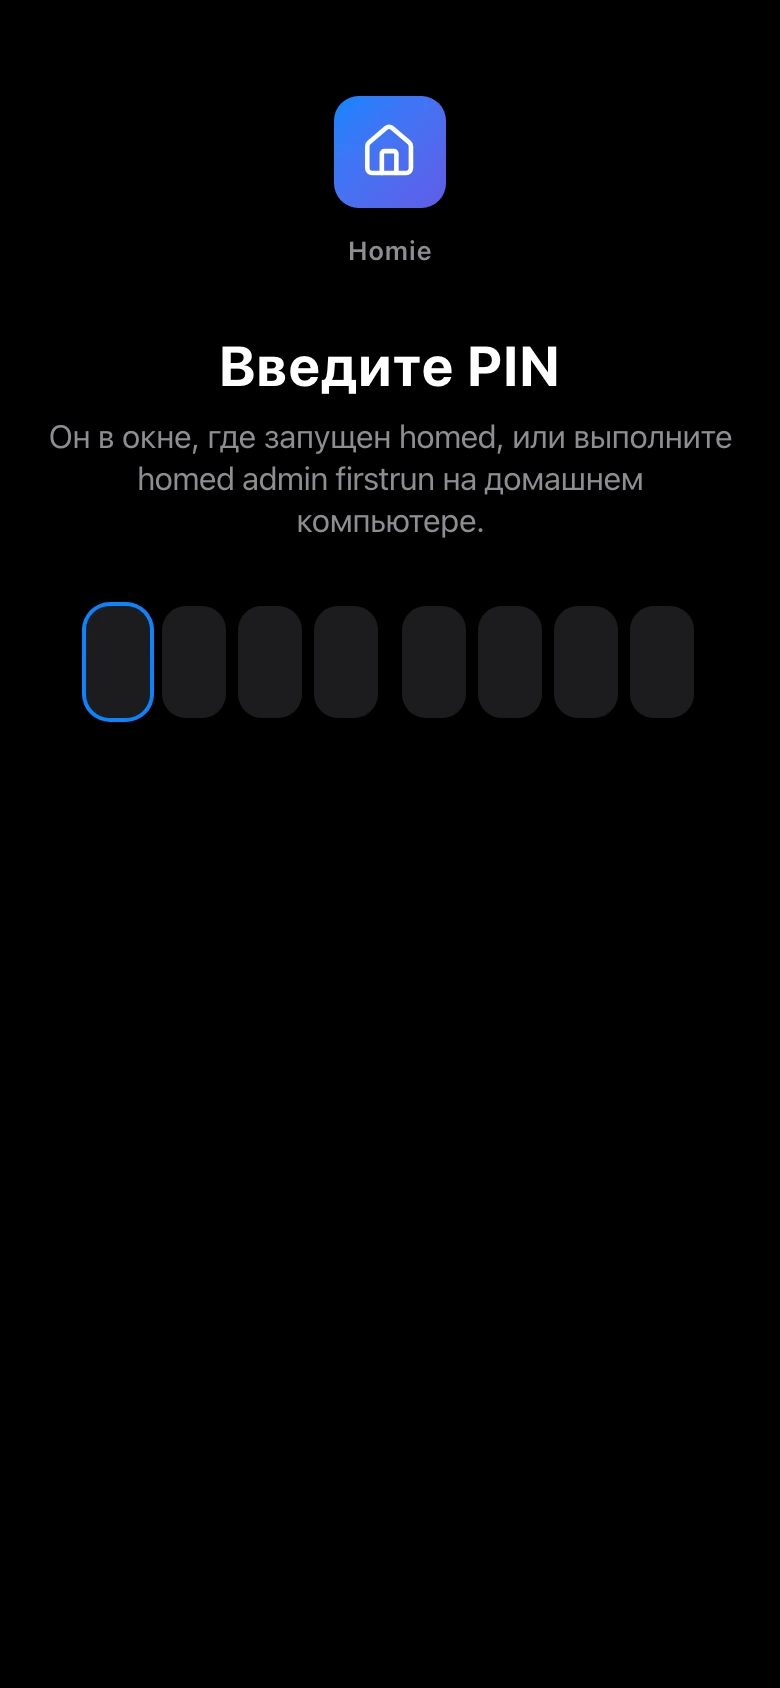 Homie
Введите PIN
Он в окне, где запущен homed, или выполните
homed admin firstrun на домашнем
компьютере.